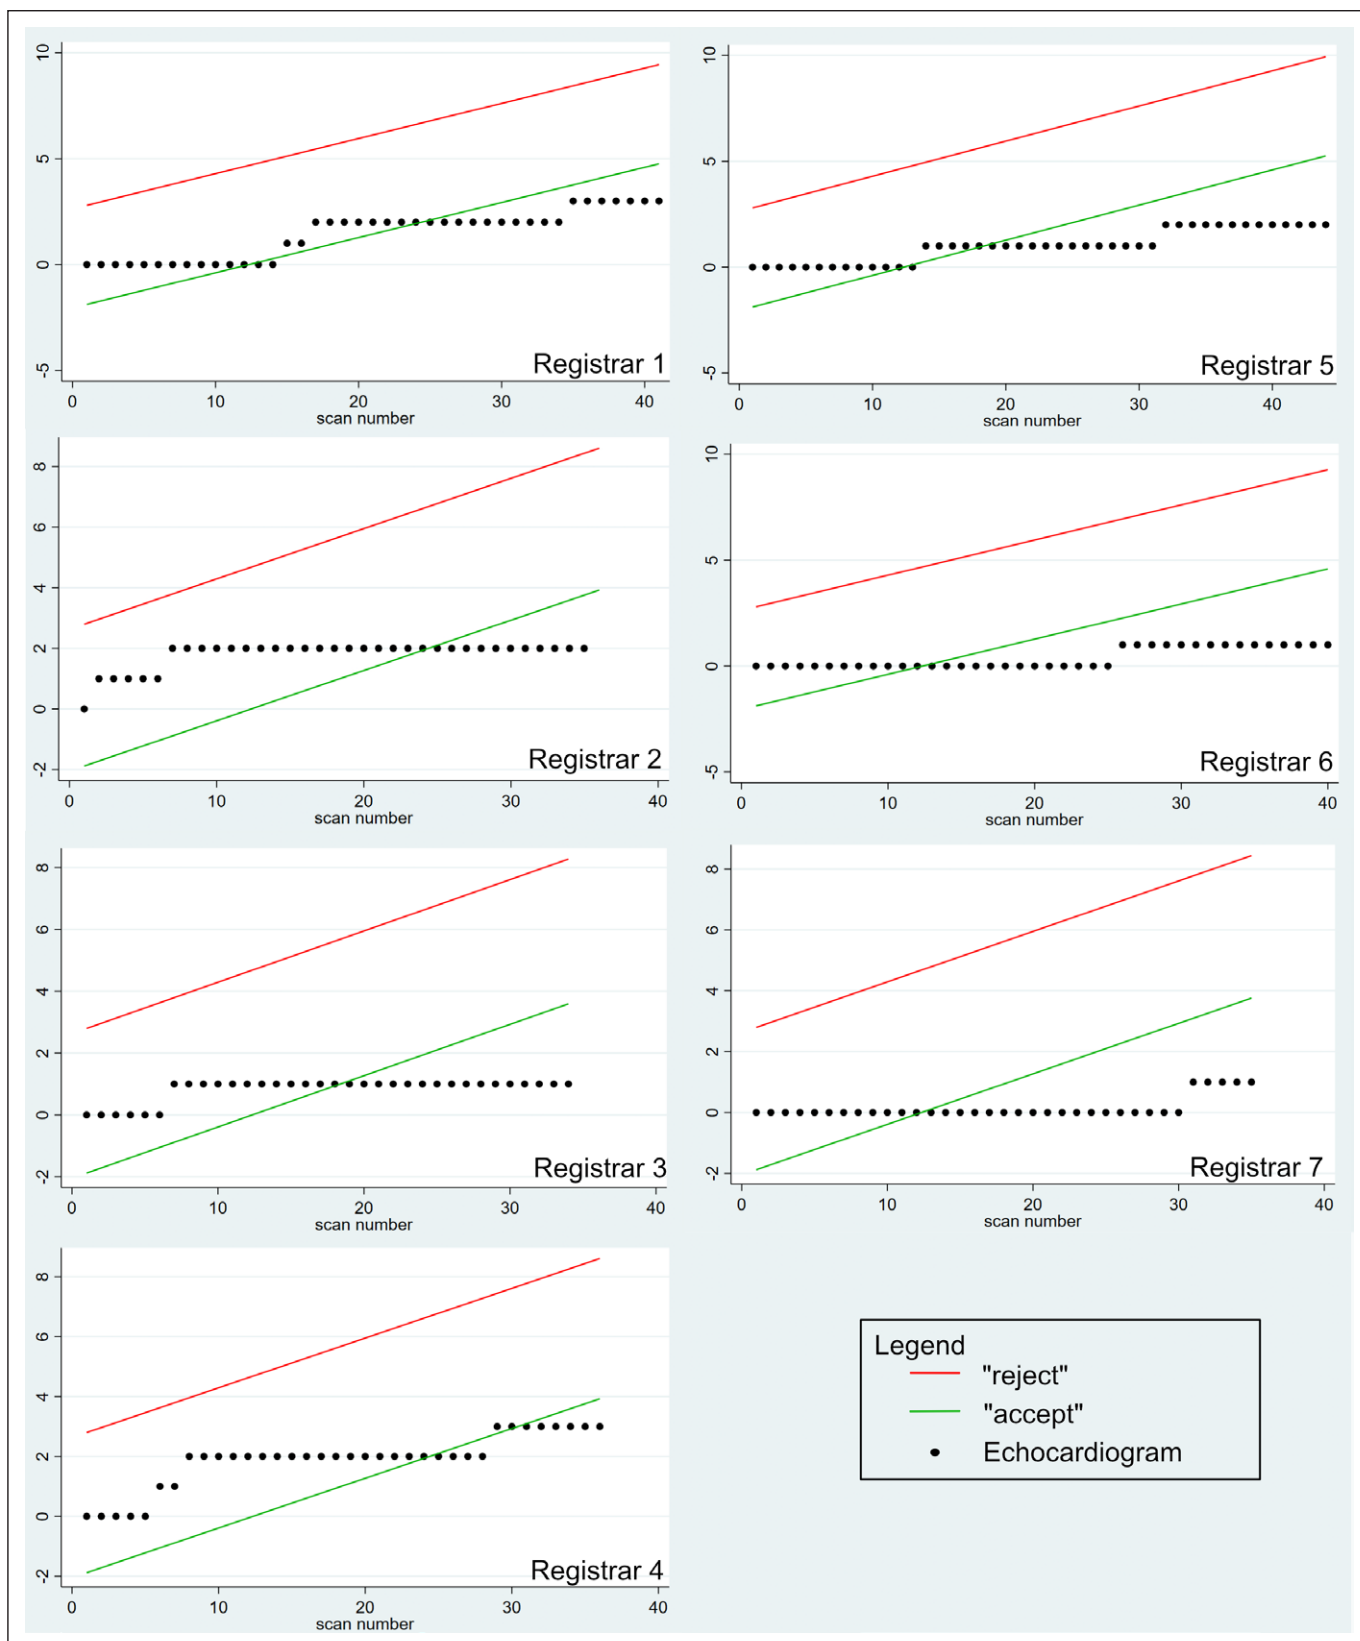 10
5
0
-5
Registrar 1
0 10 20 30 40
scan number
10
5
0
-5
Registrar 5
0 10 20 30 40
scan number
8
6
4
2
0
-2
Registrar 2
0 10 20 30 40
scan number
10
5
0
-5
Registrar 6
0 10 20 30 40
scan number
8
6
4
2
0
-2
Registrar 3
0 10 20 30 40
scan number
8
6
4
2
0
-2
Registrar 7
0 10 20 30 40
scan number
8
6
4
2
0
-2
Registrar 4
0 10 20 30 40
scan number
Legend
"reject"
"accept"
Echocardiogram